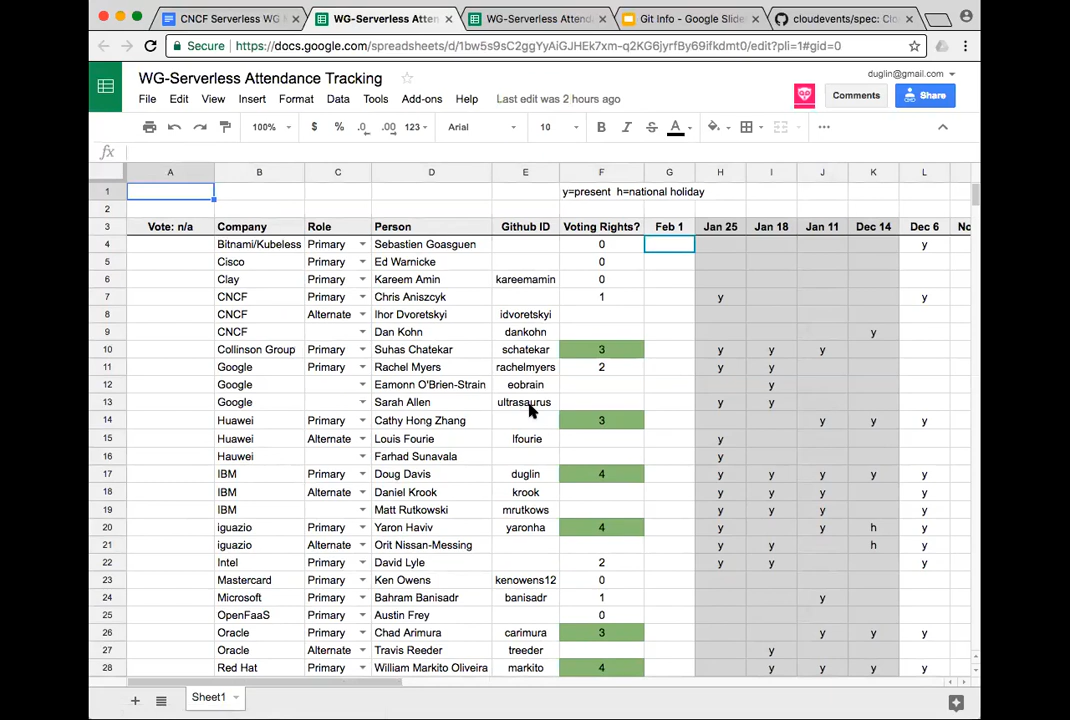 CNCF Serverless WG
WG-Serverless Atten
WG-Serverless Attenda
Git Info - Google Slide
cloudevents/spec: Clo
Secure https://docs.google.com/spreadsheets/d/1bw5s9sC2ggYyAiGJHEk7xm-q2KG6jyrfBy69ifkdmt0/edit?pli=1#gid=0
WG-Serverless Attendance Tracking
duglin@gmail.com
File Edit View Insert Format Data Tools Add-ons Help Last edit was 2 hours ago
Comments Share
100% $ % .0 .00 123 Arial 10 B I S A
fx
A B C D E F G H I J K L
1 y=present h=national holiday
2
3 Vote: n/a Company Role Person Github ID Voting Rights? Feb 1 Jan 25 Jan 18 Jan 11 Dec 14 Dec 6 No
4 Bitnami/Kubeless Primary Sebastien Goasguen 0 y
5 Cisco Primary Ed Warnicke 0
6 Clay Primary Kareem Amin kareemamin 0
7 CNCF Primary Chris Aniszcyk 1 y y
8 CNCF Alternate Ihor Dvoretskyi idvoretskyi
9 CNCF Dan Kohn dankohn y
10 Collinson Group Primary Suhas Chatekar schatekar 3 y y y
11 Google Primary Rachel Myers rachelmyers 2 y y
12 Google Eamonn O'Brien-Strain eobrain y
13 Google Sarah Allen ultrasaurus y y
14 Huawei Primary Cathy Hong Zhang 3 y y y
15 Huawei Alternate Louis Fourie lfourie y
16 Hauwei Farhad Sunavala y
17 IBM Primary Doug Davis duglin 4 y y y y y
18 IBM Alternate Daniel Krook krook y y y y
19 IBM Matt Rutkowski mrutkows y y y y
20 iguazio Primary Yaron Haviv yaronha 4 y y h y
21 iguazio Alternate Orit Nissan-Messing y y h y
22 Intel Primary David Lyle 2 y y y
23 Mastercard Primary Ken Owens kenowens12 0
24 Microsoft Primary Bahram Banisadr banisadr 1 y
25 OpenFaaS Primary Austin Frey 0
26 Oracle Primary Chad Arimura carimura 3 y y y
27 Oracle Alternate Travis Reeder treeder y
28 Red Hat Primary William Markito Oliveira markito 4 y y y y
Sheet1